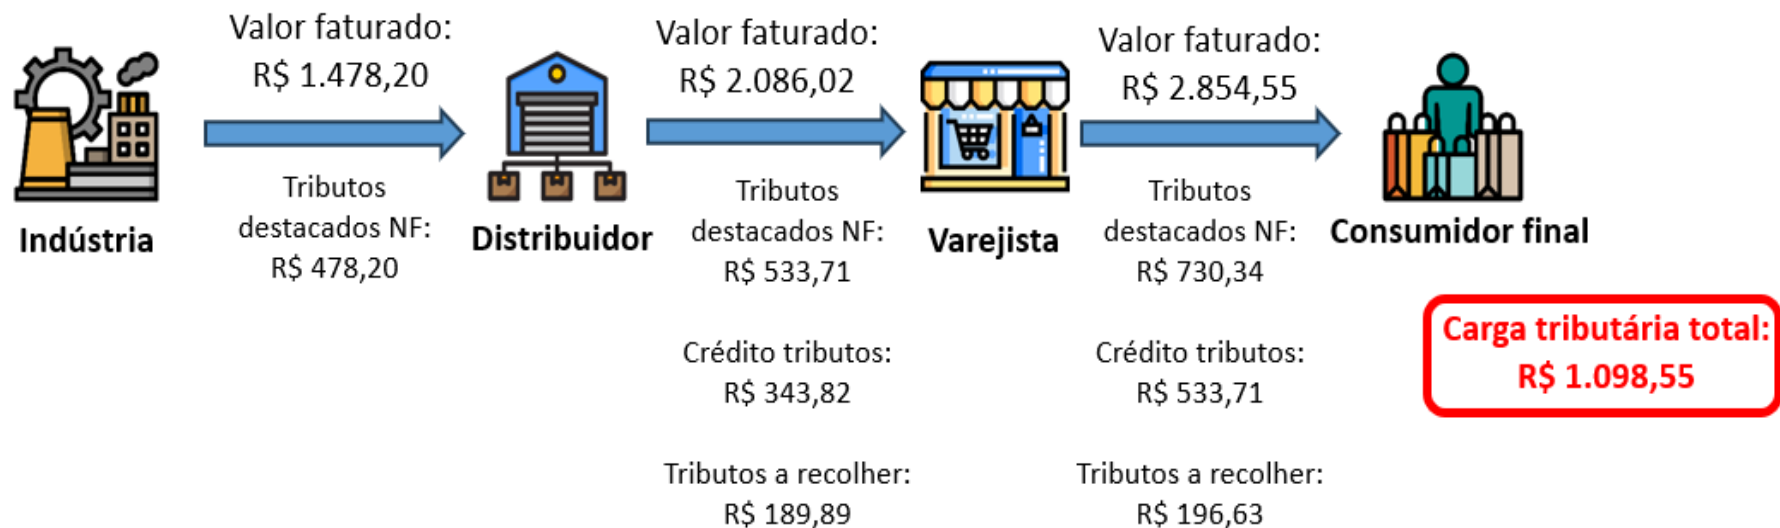 Valor faturado:
R$ 1.478,20
Valor faturado:
R$ 2.086,02
Valor faturado:
R$ 2.854,55
Tributos
destacados NF:
R$ 478,20
Tributos
destacados NF:
R$ 533,71
Tributos
destacados NF:
R$ 730,34
Indústria
Distribuidor
Varejista
Consumidor final
Crédito tributos:
R$ 343,82
Crédito tributos:
R$ 533,71
Carga tributária total:
R$ 1.098,55
Tributos a recolher:
R$ 189,89
Tributos a recolher:
R$ 196,63